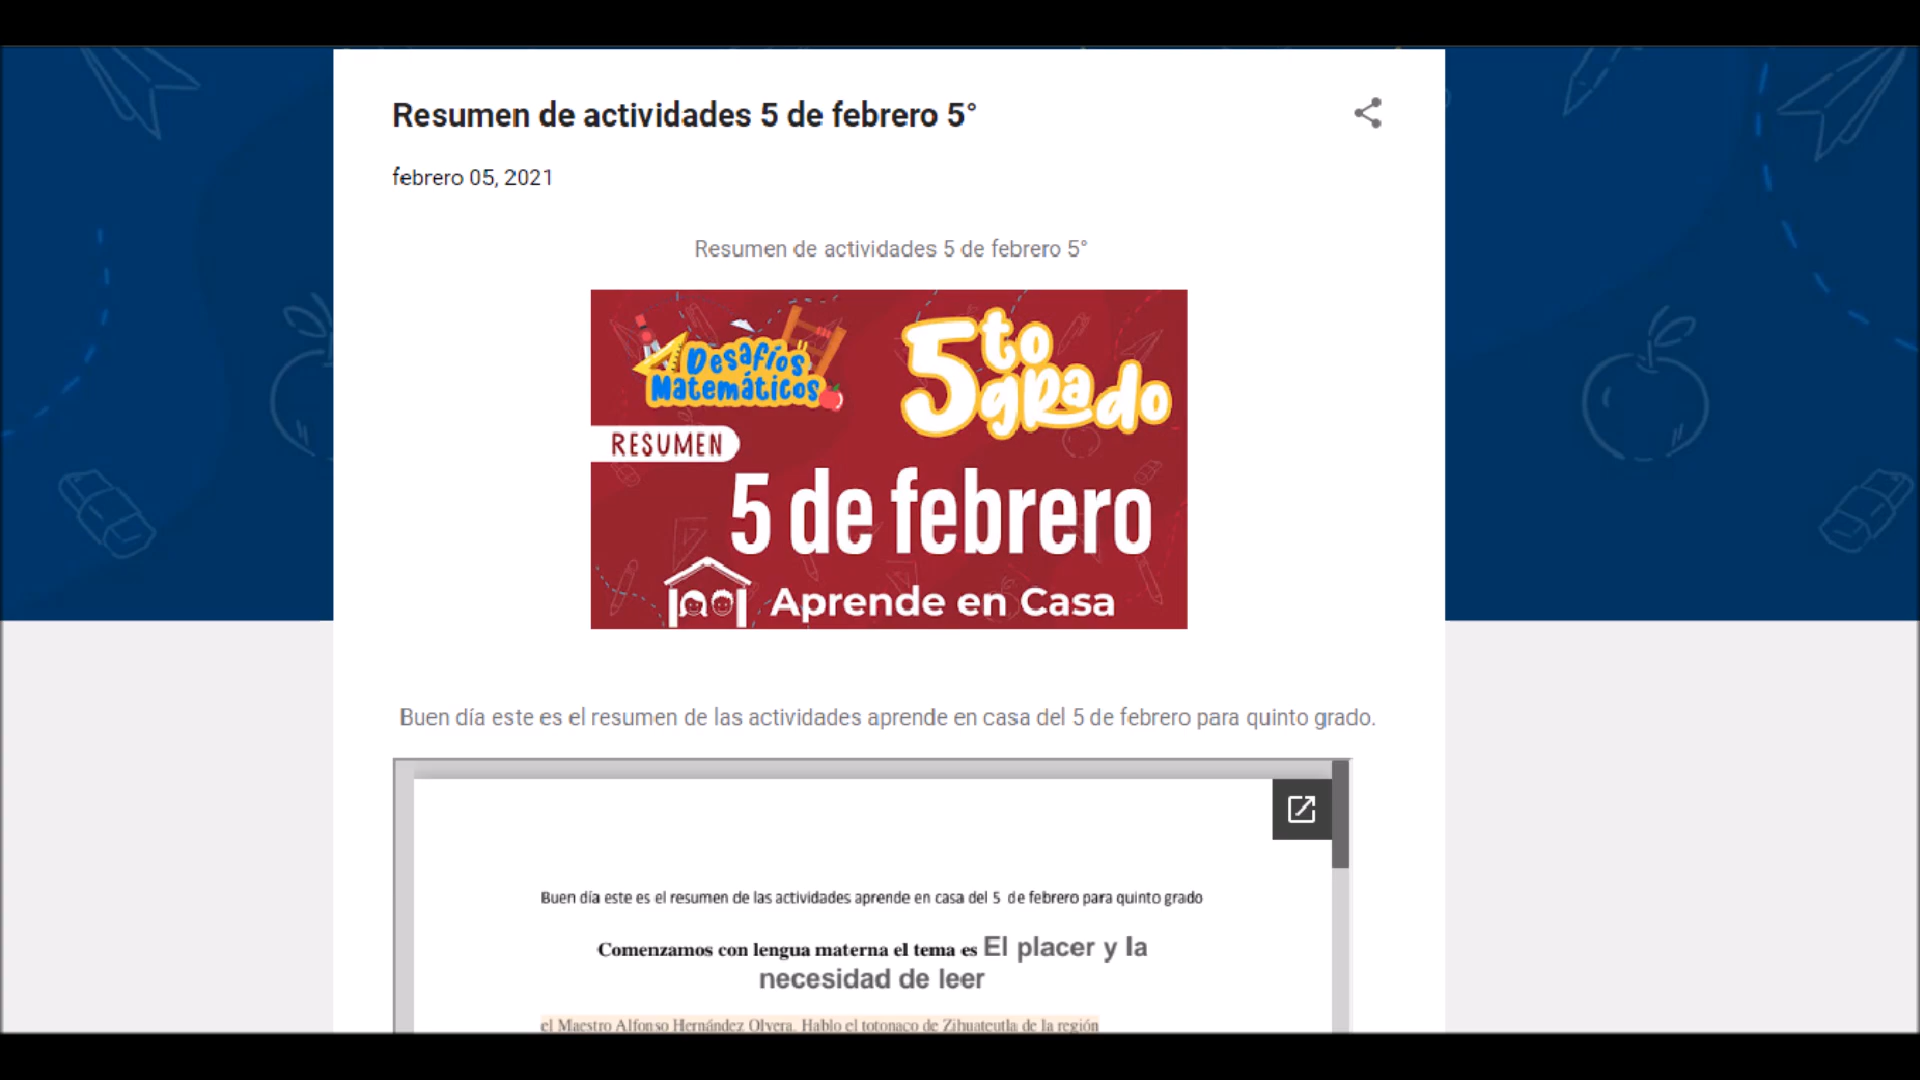 Resumen de actividades 5 de febrero 5°
febrero 05, 2021
Resumen de actividades 5 de febrero 5°
Desafíos
Matemáticos
5to
grado
RESUMEN
5 de febrero
Aprende en Casa
Buen día este es el resumen de las actividades aprende en casa del 5 de febrero para quinto grado.
Buen día este es el resumen de las actividades aprende en casa del 5 de febrero para quinto grado
Comenzamos con lengua materna el tema es El placer y la
necesidad de leer
el Maestro Alfonso Hernández Olvera. Hablo el totonaco de Zihuateutla de la región